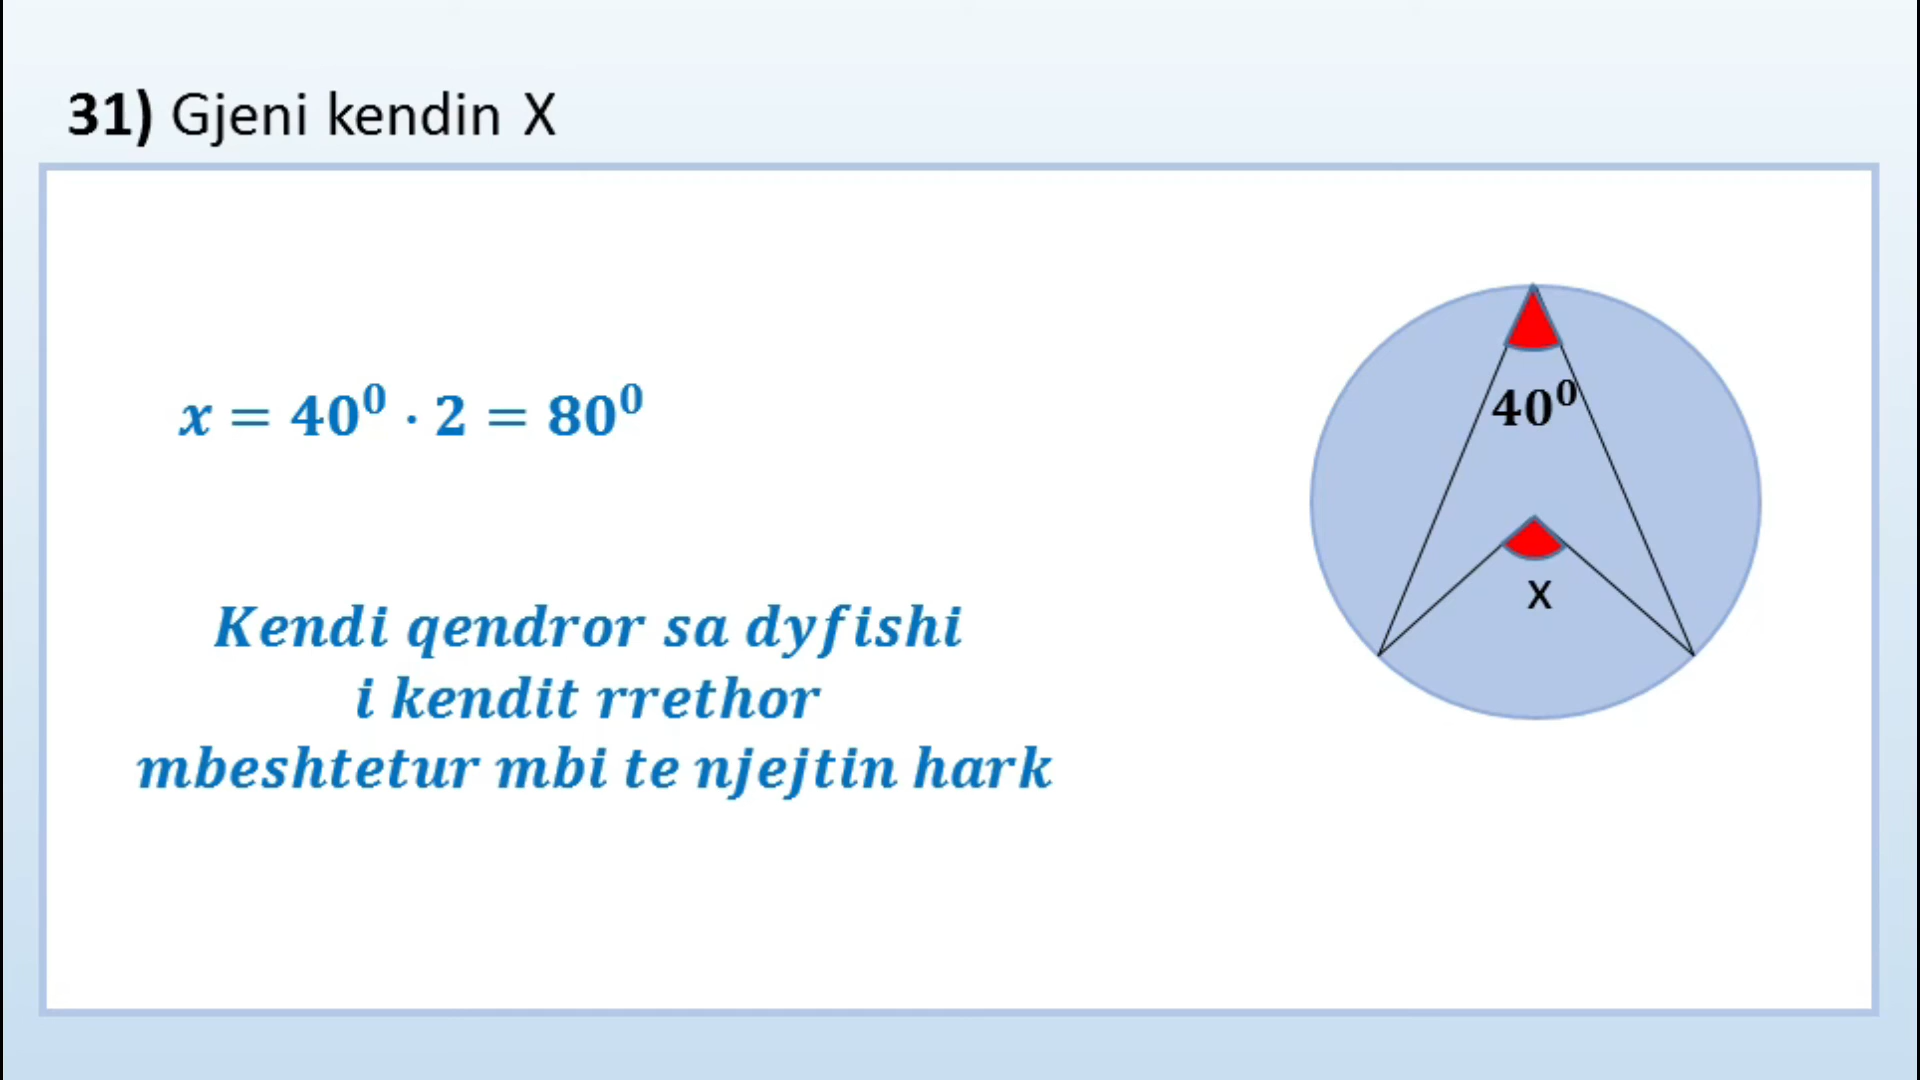 31) Gjeni kendin X
x = 40⁰ · 2 = 80⁰
40⁰
x
Kendi qendror sa dyfishi
i kendit rrethor
mbeshtetur mbi te njejtin hark